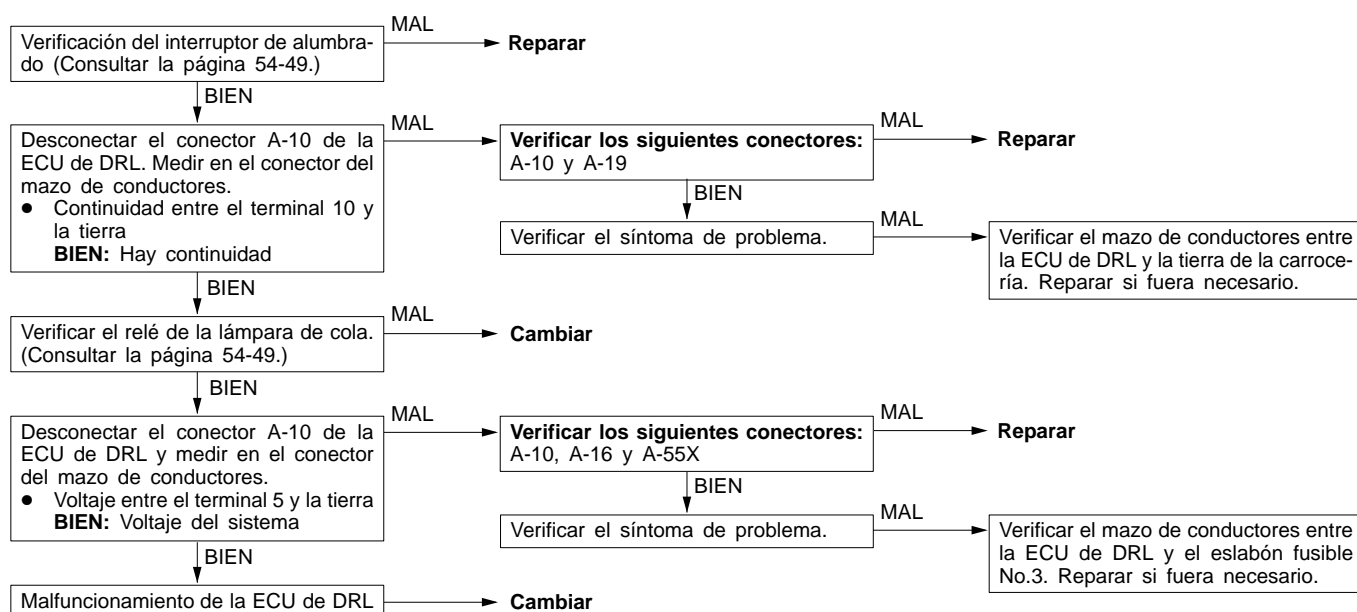 Verificación del interruptor de alumbra-
do (Consultar la página 54-49.)
MAL
Reparar
BIEN
Desconectar el conector A-10 de la
ECU de DRL. Medir en el conector del
mazo de conductores.
● Continuidad entre el terminal 10 y
la tierra
BIEN: Hay continuidad
MAL
Verificar los siguientes conectores:
A-10 y A-19
MAL
Reparar
BIEN
Verificar el síntoma de problema.
MAL
Verificar el mazo de conductores entre
la ECU de DRL y la tierra de la carroce-
ría. Reparar si fuera necesario.
BIEN
Verificar el relé de la lámpara de cola.
(Consultar la página 54-49.)
MAL
Cambiar
BIEN
Desconectar el conector A-10 de la
ECU de DRL y medir en el conector
del mazo de conductores.
● Voltaje entre el terminal 5 y la tierra
BIEN: Voltaje del sistema
MAL
Verificar los siguientes conectores:
A-10, A-16 y A-55X
MAL
Reparar
BIEN
Verificar el síntoma de problema.
MAL
Verificar el mazo de conductores entre
la ECU de DRL y el eslabón fusible
No.3. Reparar si fuera necesario.
BIEN
Malfuncionamiento de la ECU de DRL
Cambiar